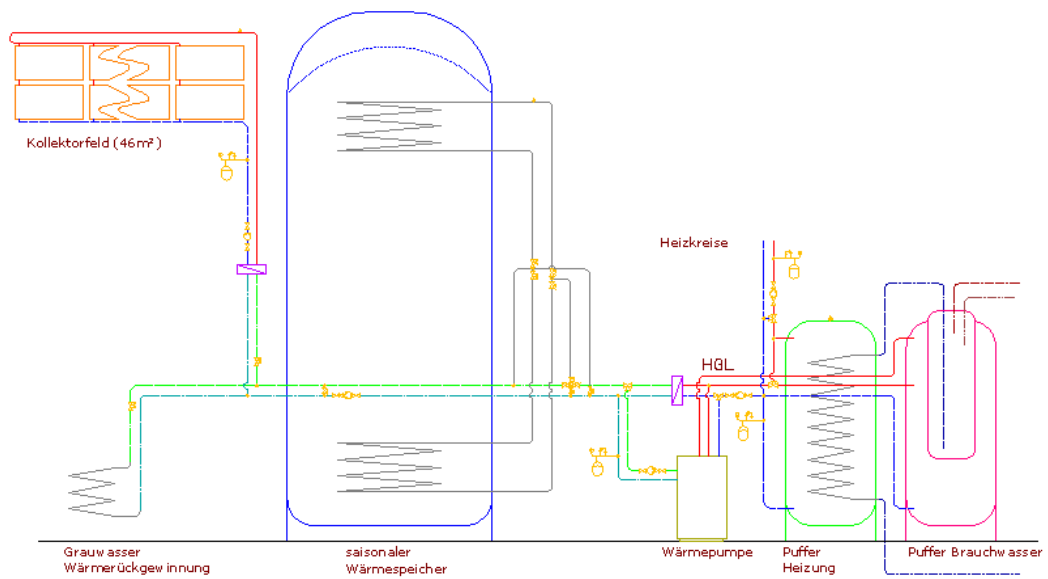 Kollektorfeld (46m²)
Heizkreise
HGL
Grauwasser
Wärmerückgewinnung
saisonaler
Wärmespeicher
Wärmepumpe
Puffer
Heizung
Puffer Brauchwasser